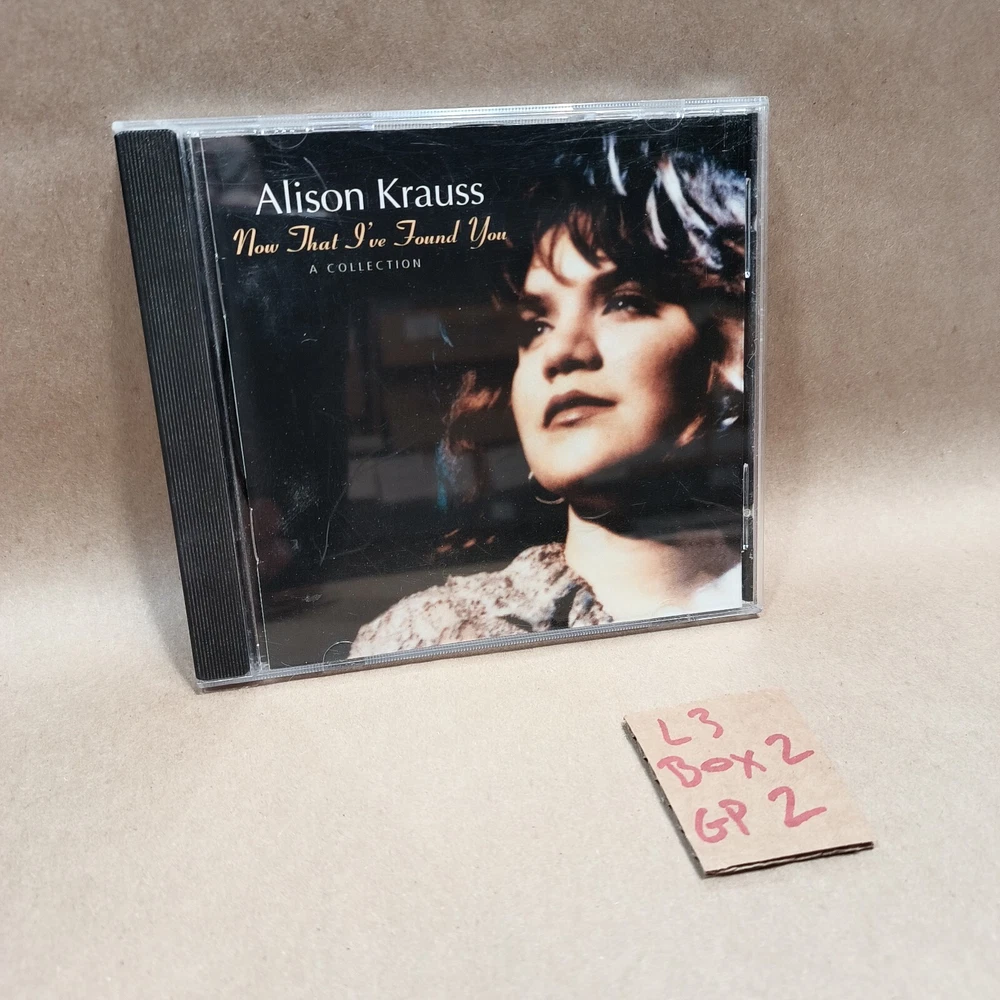 Alison Krauss
Now That I've Found You
A COLLECTION
L3
BOX 2
GP 2